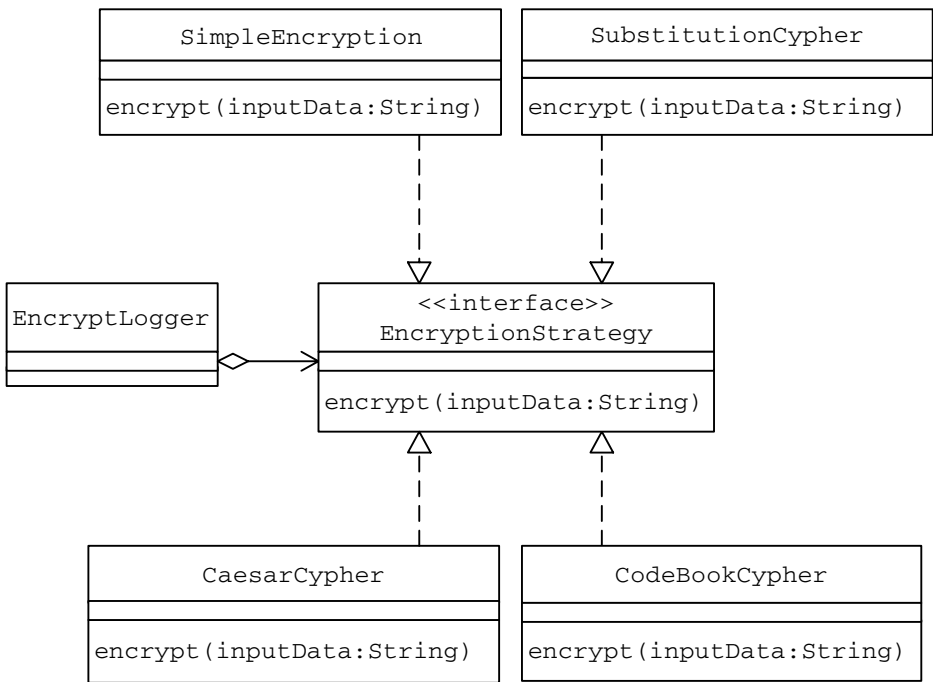 SimpleEncryption
encrypt(inputData:String)
SubstitutionCypher
encrypt(inputData:String)
EncryptLogger
<<interface>>
EncryptionStrategy
encrypt(inputData:String)
CaesarCypher
encrypt(inputData:String)
CodeBookCypher
encrypt(inputData:String)